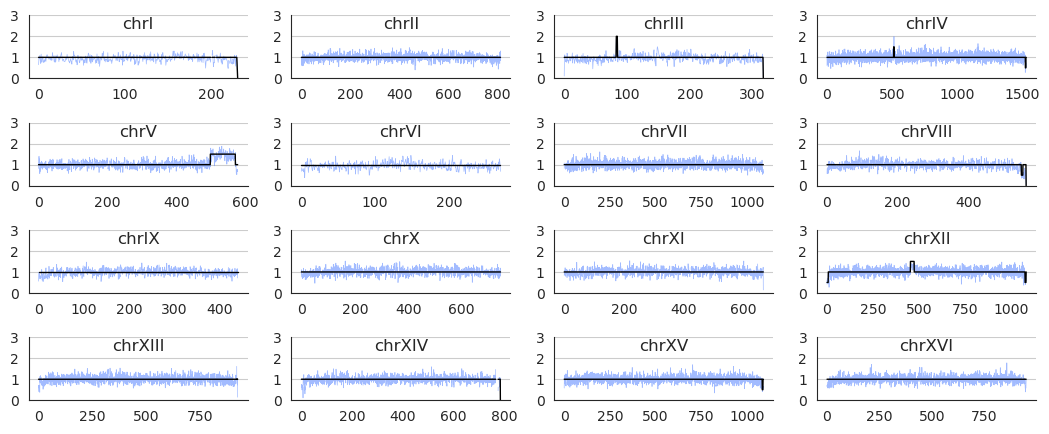 chrI chrII chrIII chrIV
3 3 3 3
2 2 2 2
1 1 1 1
0 0 0 0
0 100 200 0 200 400 600 800 0 100 200 300 0 500 1000 1500
chrV chrVI chrVII chrVIII
3 3 3 3
2 2 2 2
1 1 1 1
0 0 0 0
0 200 400 600 0 100 200 0 250 500 750 1000 0 200 400
chrIX chrX chrXI chrXII
3 3 3 3
2 2 2 2
1 1 1 1
0 0 0 0
0 100 200 300 400 0 200 400 600 0 200 400 600 0 250 500 750 1000
chrXIII chrXIV chrXV chrXVI
3 3 3 3
2 2 2 2
1 1 1 1
0 0 0 0
0 250 500 750 0 200 400 600 800 0 250 500 750 1000 0 250 500 750